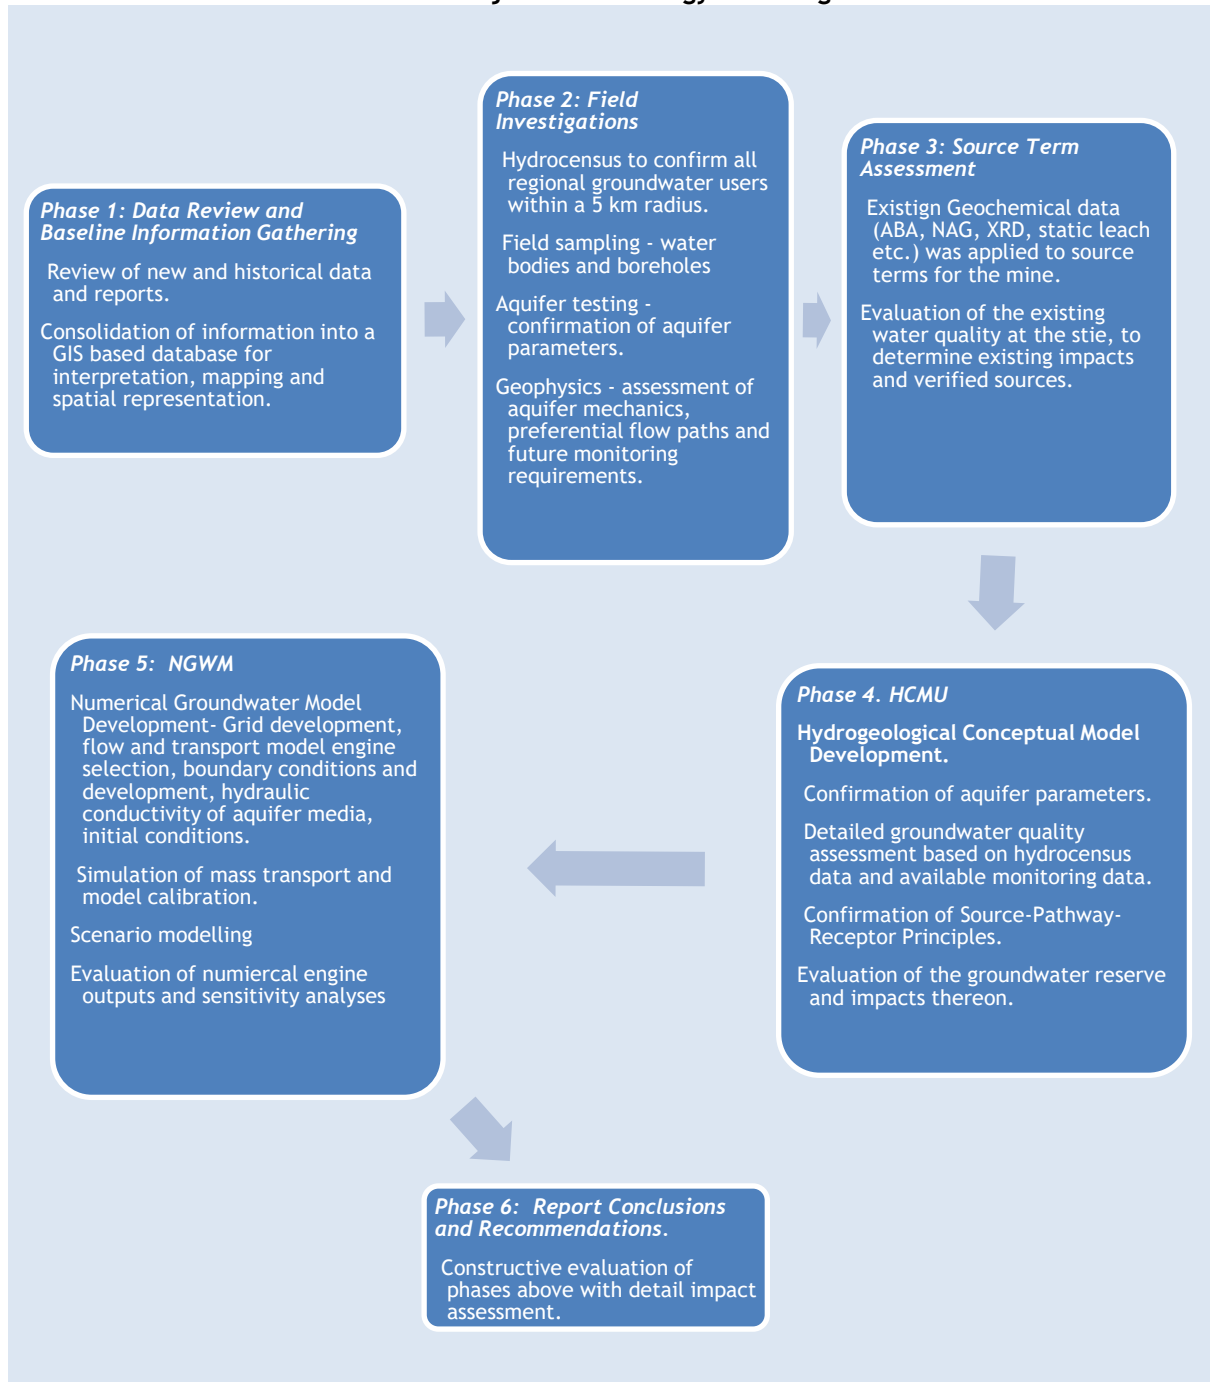 Phase 1: Data Review and
Baseline Information Gathering
Review of new and historical data
and reports.
Consolidation of information into a
GIS based database for
interpretation, mapping and
spatial representation.
Phase 2: Field
Investigations
Hydrocensus to confirm all
regional groundwater users
within a 5 km radius.
Field sampling - water
bodies and boreholes
Aquifer testing -
confirmation of aquifer
parameters.
Geophysics - assessment of
aquifer mechanics,
preferential flow paths and
future monitoring
requirements.
Phase 3: Source Term
Assessment
Existign Geochemical data
(ABA, NAG, XRD, static leach
etc.) was applied to source
terms for the mine.
Evaluation of the existing
water quality at the stie, to
determine existing impacts
and verified sources.
Phase 4. HCMU
Hydrogeological Conceptual Model
Development.
Confirmation of aquifer parameters.
Detailed groundwater quality
assessment based on hydrocensus
data and available monitoring data.
Confirmation of Source-Pathway-
Receptor Principles.
Evaluation of the groundwater reserve
and impacts thereon.
Phase 5:  NGWM
Numerical Groundwater Model
Development- Grid development,
flow and transport model engine
selection, boundary conditions and
development, hydraulic
conductivity of aquifer media,
initial conditions.
Simulation of mass transport and
model calibration.
Scenario modelling
Evaluation of numiercal engine
outputs and sensitivity analyses
Phase 6:  Report Conclusions
and Recommendations.
Constructive evaluation of
phases above with detail impact
assessment.